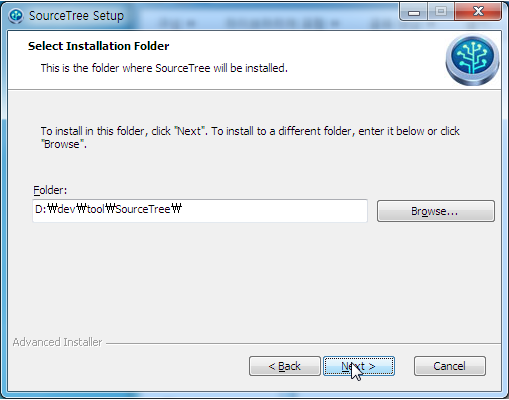 SourceTree Setup
Select Installation Folder
This is the folder where SourceTree will be installed.
To install in this folder, click "Next". To install to a different folder, enter it below or click
"Browse".
Folder:
D:₩dev₩tool₩SourceTree₩
Browse...
Advanced Installer
< Back
Next >
Cancel